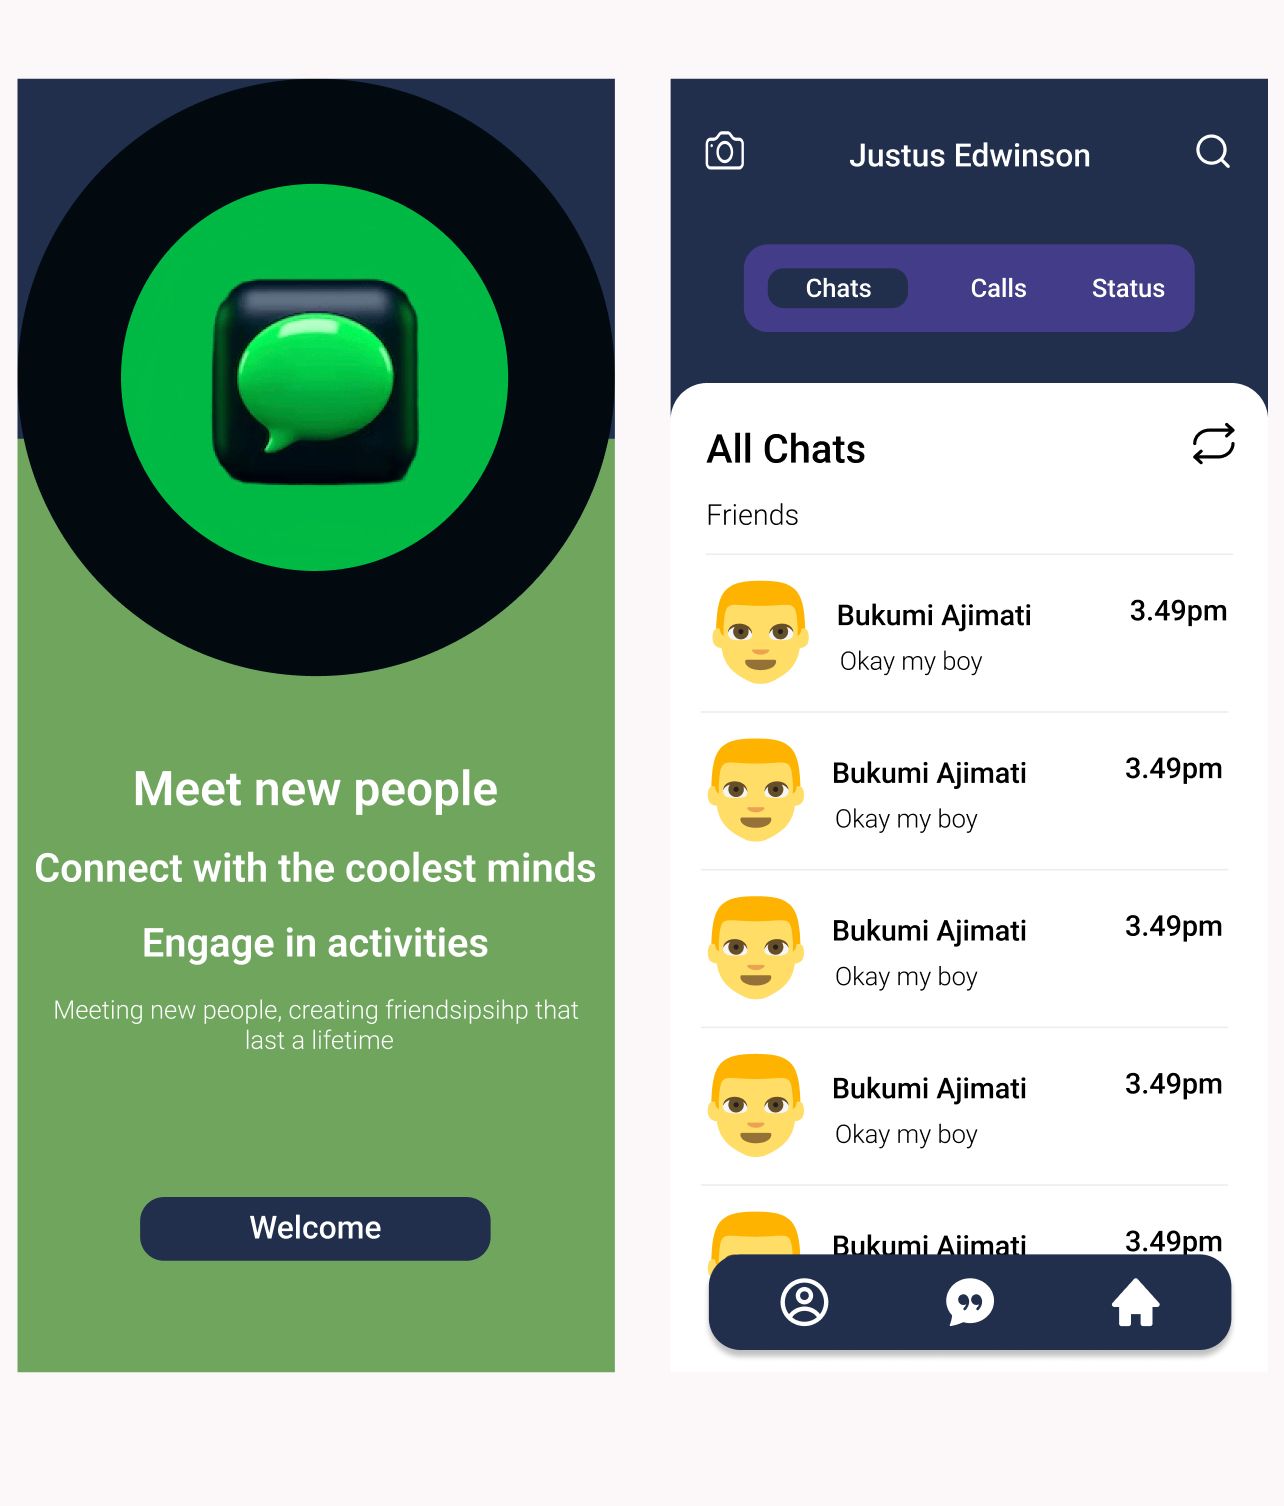 Meet new people
Connect with the coolest minds
Engage in activities
Meeting new people, creating friendsipsihp that
last a lifetime
Welcome
Justus Edwinson
Chats Calls Status
All Chats
Friends
Bukumi Ajimati 3.49pm
Okay my boy
Bukumi Ajimati 3.49pm
Okay my boy
Bukumi Ajimati 3.49pm
Okay my boy
Bukumi Ajimati 3.49pm
Okay my boy
Bukumi Ajimati 3.49pm